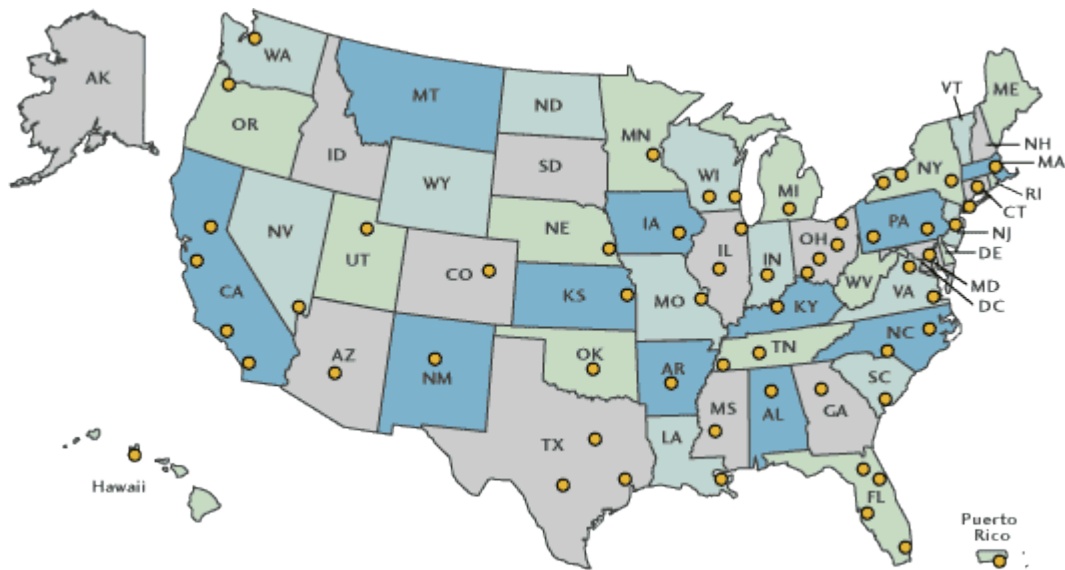 AK
WA
MT
ND
MN
VT
ME
OR
ID
SD
WI
MI
NY
NH
MA
RI
CT
WY
NE
IA
PA
NJ
NV
UT
CO
IL
IN
OH
DE
CA
KS
MO
KY
WV
VA
MD
DC
AZ
NM
OK
AR
TN
NC
SC
TX
LA
MS
AL
GA
FL
Hawaii
Puerto
Rico